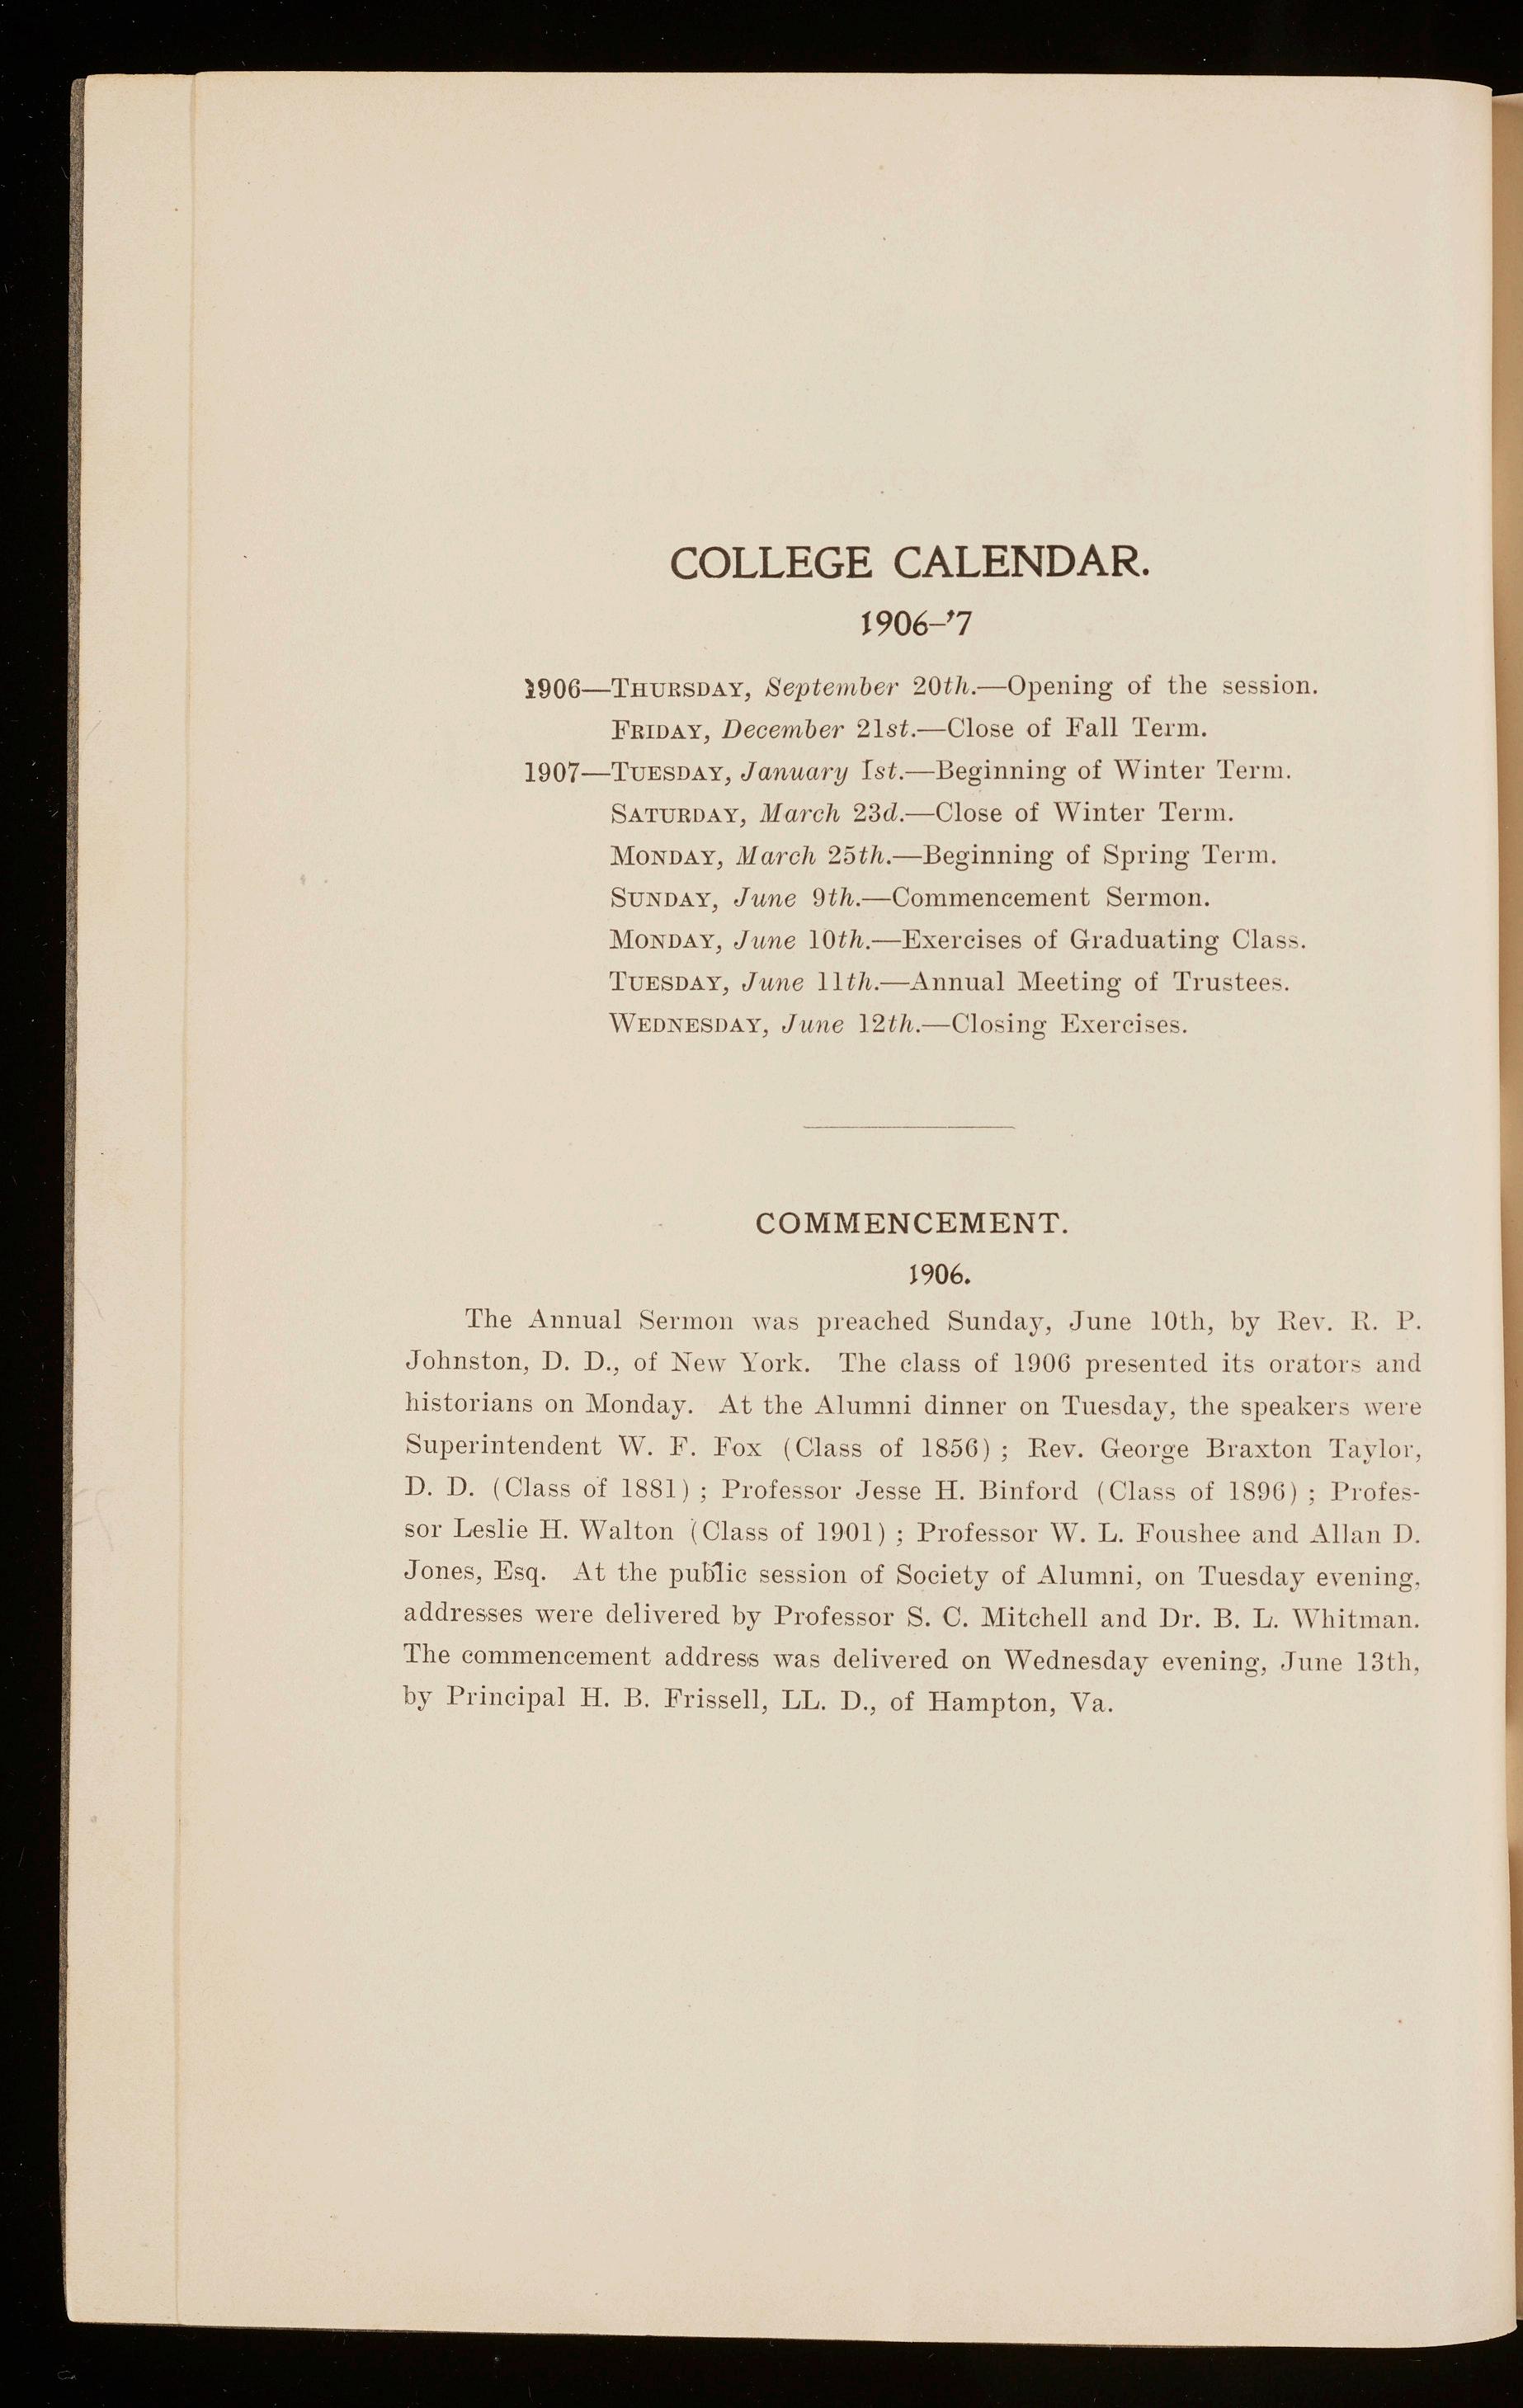 COLLEGE CALENDAR.
1906–'7
1906—THURSDAY, September 20th.—Opening of the session.
FRIDAY, December 21st.—Close of Fall Term.
1907—TUESDAY, January 1st.—Beginning of Winter Term.
SATURDAY, March 23d.—Close of Winter Term.
MONDAY, March 25th.—Beginning of Spring Term.
SUNDAY, June 9th.—Commencement Sermon.
MONDAY, June 10th.—Exercises of Graduating Class.
TUESDAY, June 11th.—Annual Meeting of Trustees.
WEDNESDAY, June 12th.—Closing Exercises.
COMMENCEMENT.
1906.
The Annual Sermon was preached Sunday, June 10th, by Rev. R. P.
Johnston, D. D., of New York. The class of 1906 presented its orators and
historians on Monday. At the Alumni dinner on Tuesday, the speakers were
Superintendent W. F. Fox (Class of 1856) ; Rev. George Braxton Taylor,
D. D. (Class of 1881) ; Professor Jesse H. Binford (Class of 1896) ; Profes-
sor Leslie H. Walton (Class of 1901) ; Professor W. L. Foushee and Allan D.
Jones, Esq. At the public session of Society of Alumni, on Tuesday evening,
addresses were delivered by Professor S. C. Mitchell and Dr. B. L. Whitman.
The commencement address was delivered on Wednesday evening, June 13th,
by Principal H. B. Frissell, LL. D., of Hampton, Va.